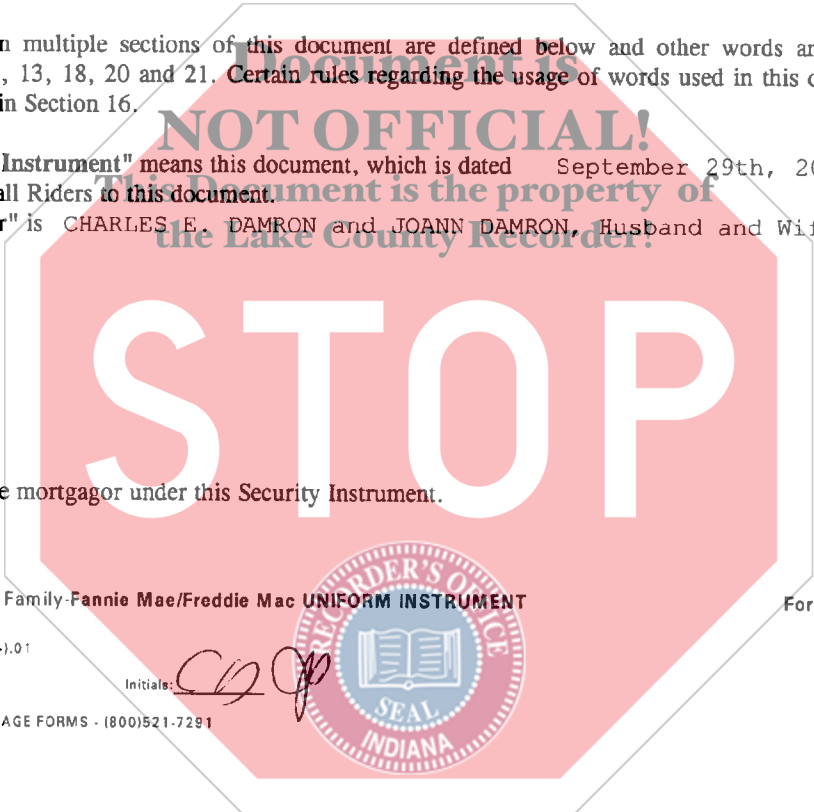 n multiple sections of this document are defined below and other words ar
, 13, 18, 20 and 21. Certain rules regarding the usage of words used in this d
in Section 16.
Document is
NOT OFFICIAL!
This Document is the property of
the Lake County Recorder!
Instrument" means this document, which is dated September 29th, 20
all Riders to this document.
r" is CHARLES E. DAMRON and JOANN DAMRON, Husband and Wif
STOP
e mortgagor under this Security Instrument.
Family-Fannie Mae/Freddie Mac UNIFORM INSTRUMENT For
).01
Initials:
AGE FORMS - (800)521-7291
RECORDER'S OFFICE
SEAL
INDIANA